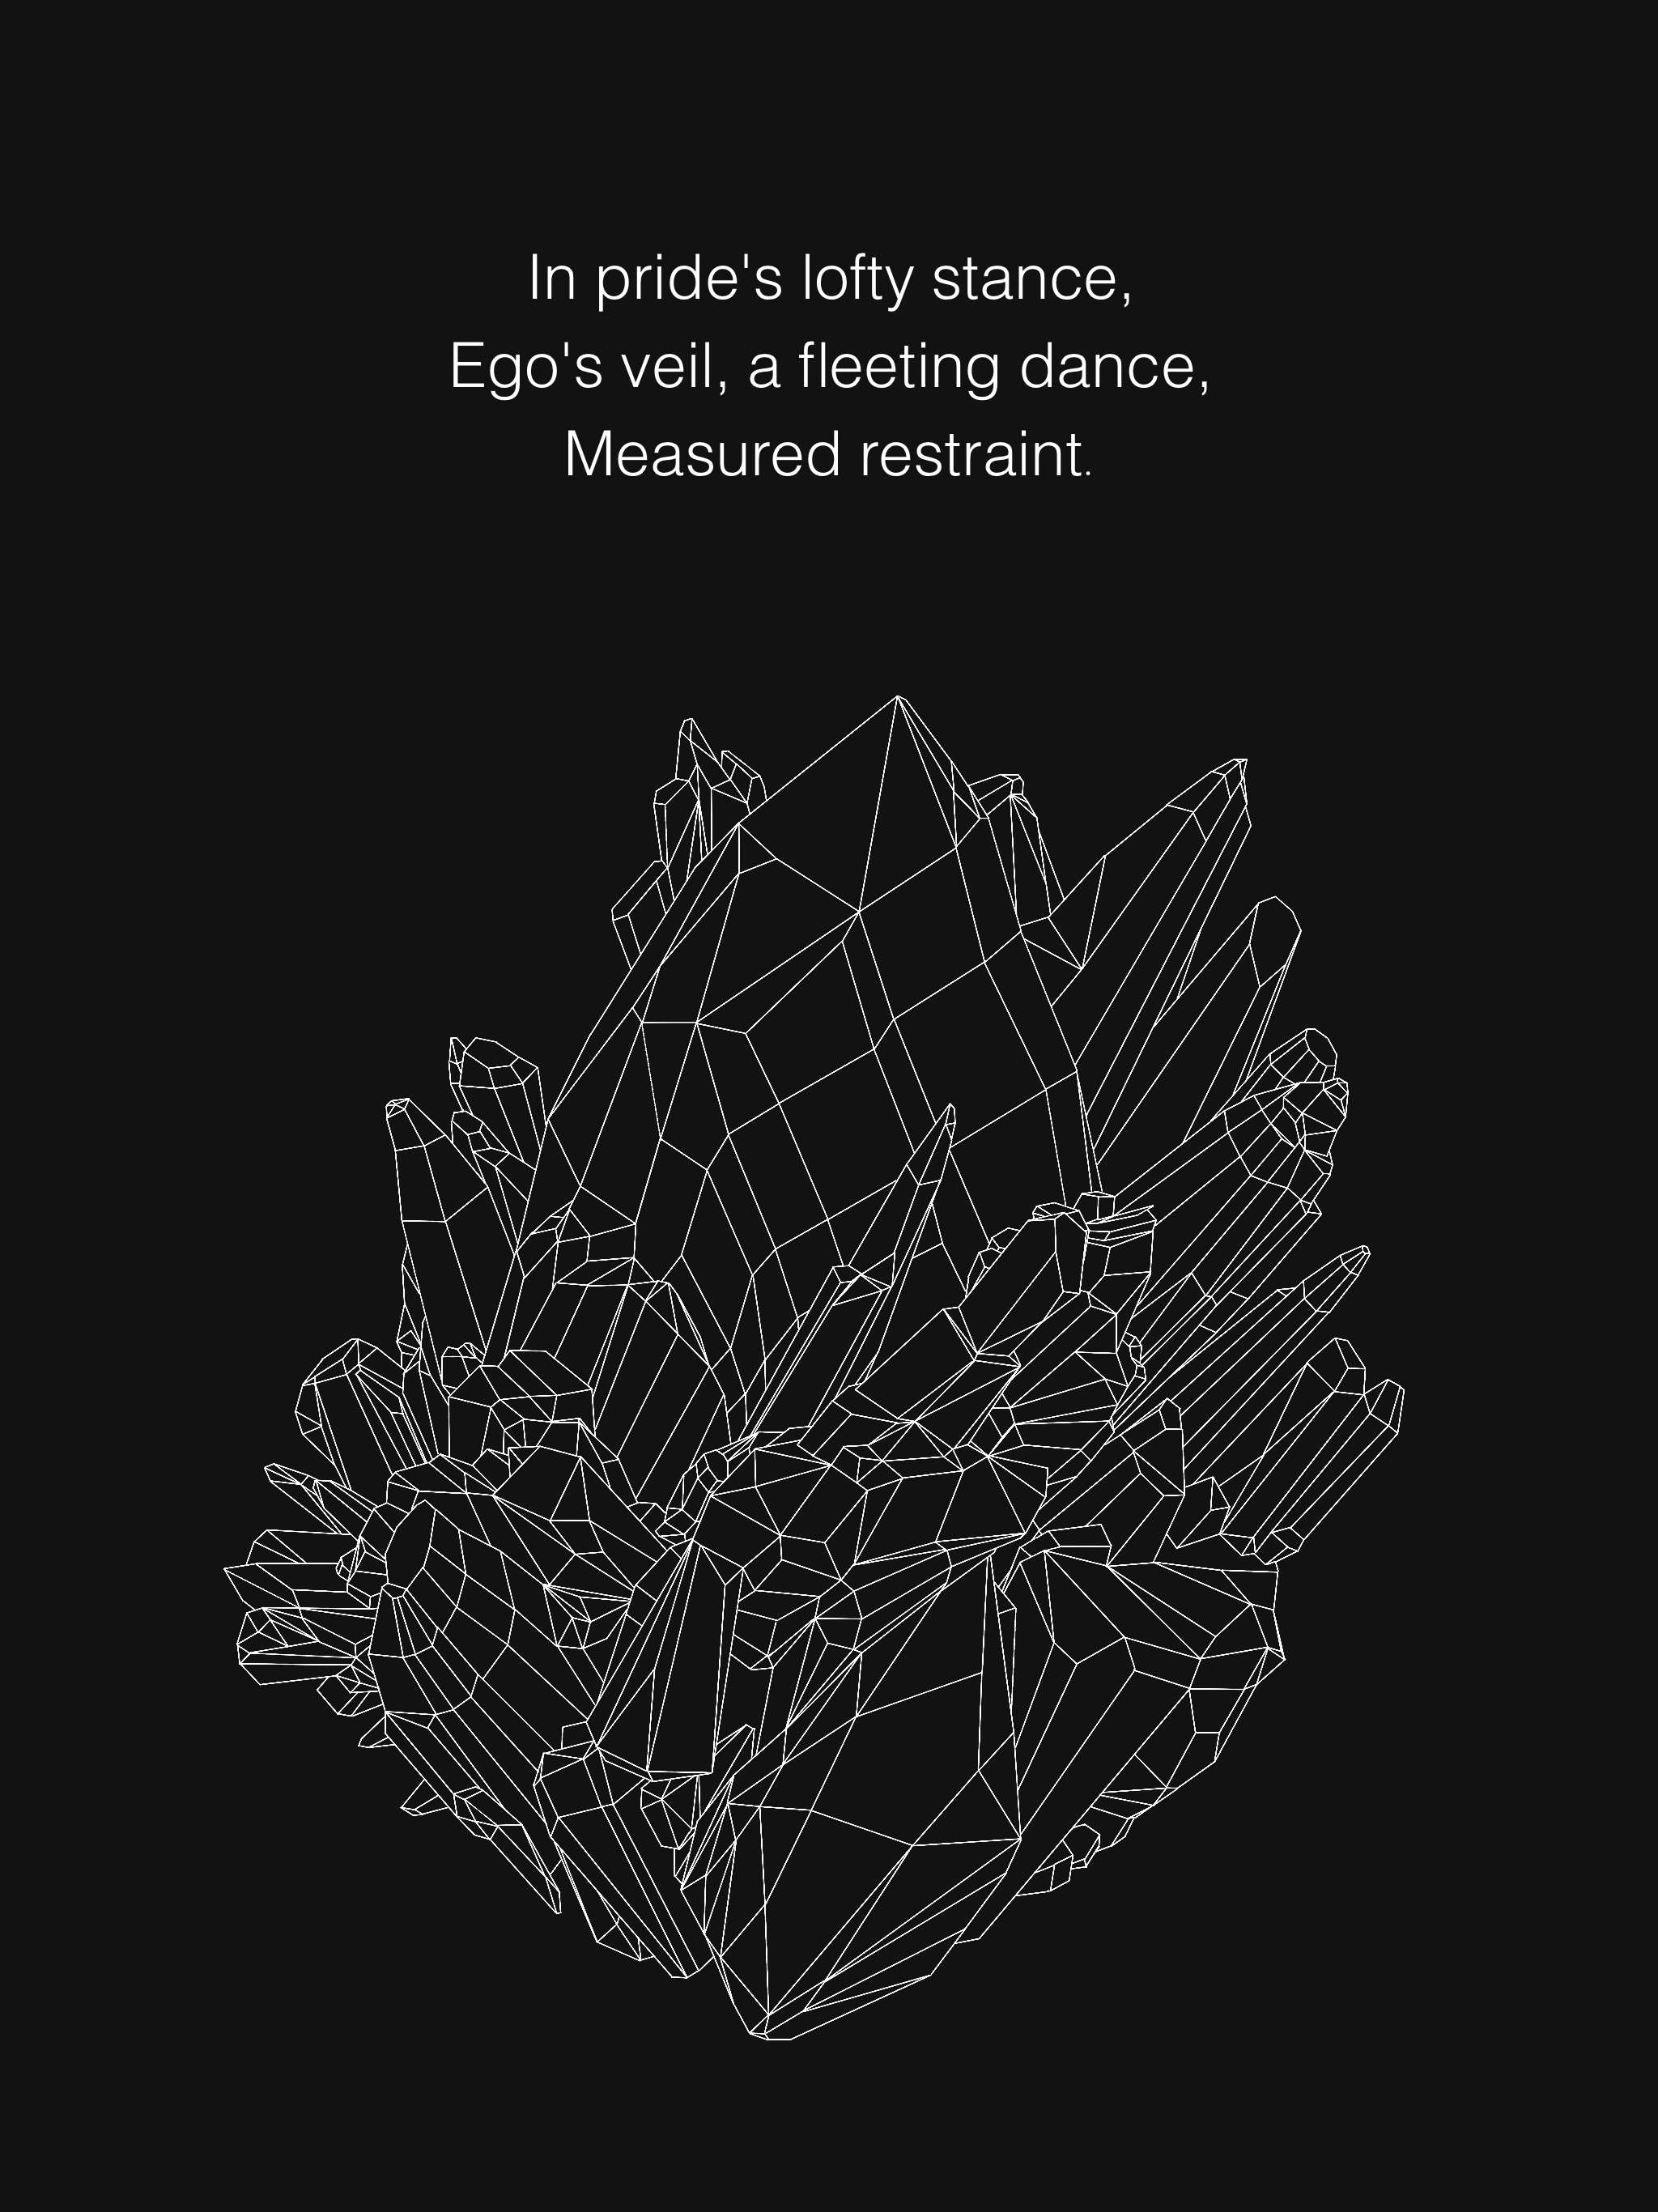 In pride's lofty stance,
Ego's veil, a fleeting dance,
Measured restraint.